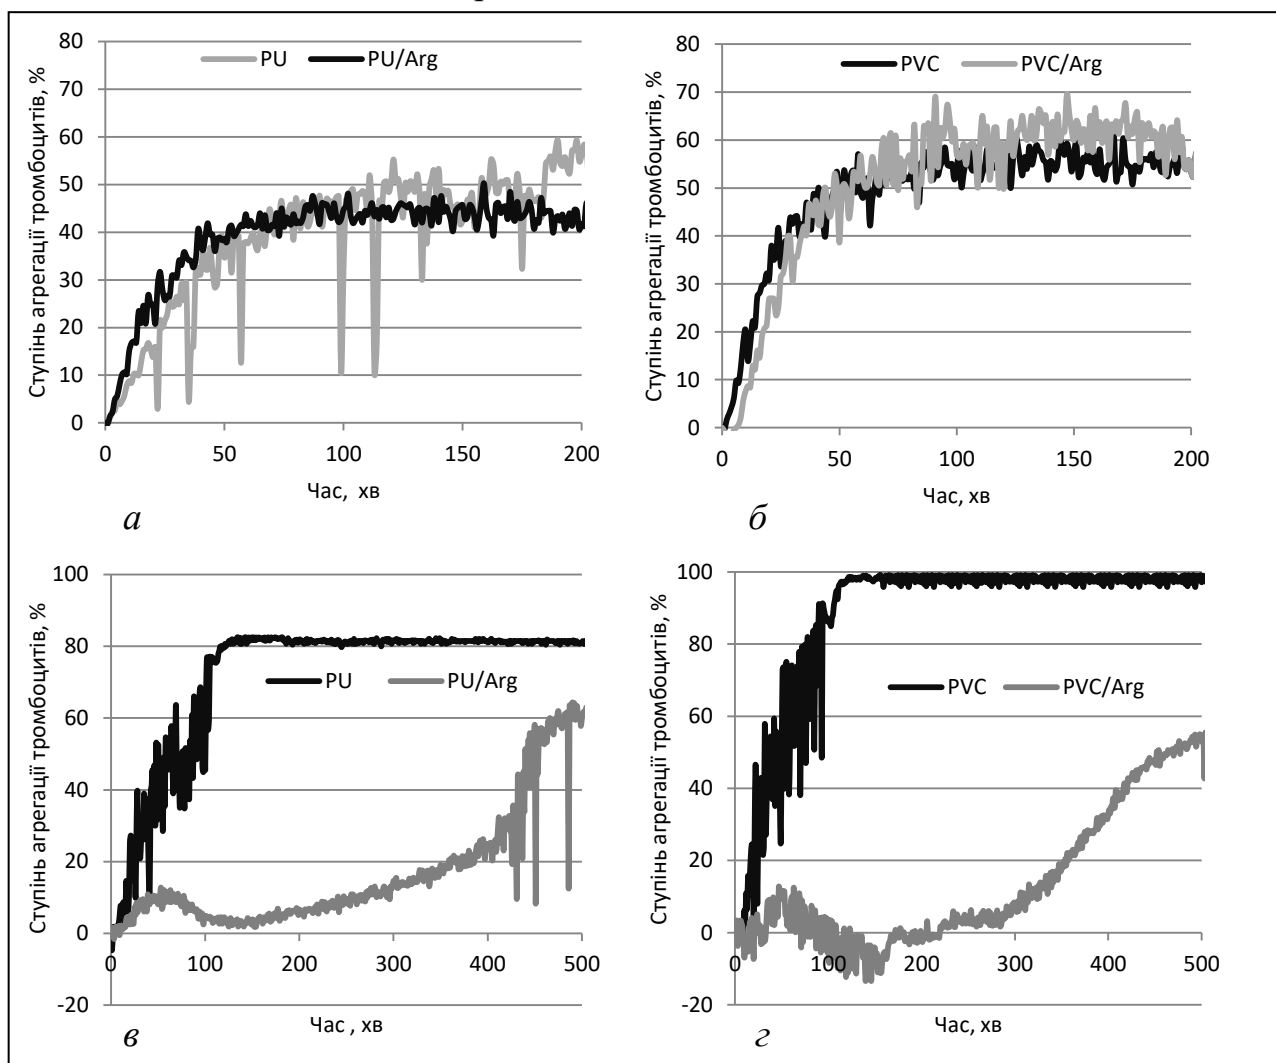 80
70
60
50
40
30
20
10
0
Ступінь агрегації тромбоцитів, %
PU PU/Arg
0 50 100 150 200
Час, хв
а
80
70
60
50
40
30
20
10
0
Ступінь агрегації тромбоцитів, %
PVC PVC/Arg
0 50 100 150 200
Час, хв
б
100
80
60
40
20
0
-20
Ступінь агрегації тромбоцитів, %
PU PU/Arg
0 100 200 300 400 500
Час , хв
в
100
80
60
40
20
0
-20
Ступінь агрегації тромбоцитів, %
PVC PVC/Arg
0 100 200 300 400 500
Час, хв
г